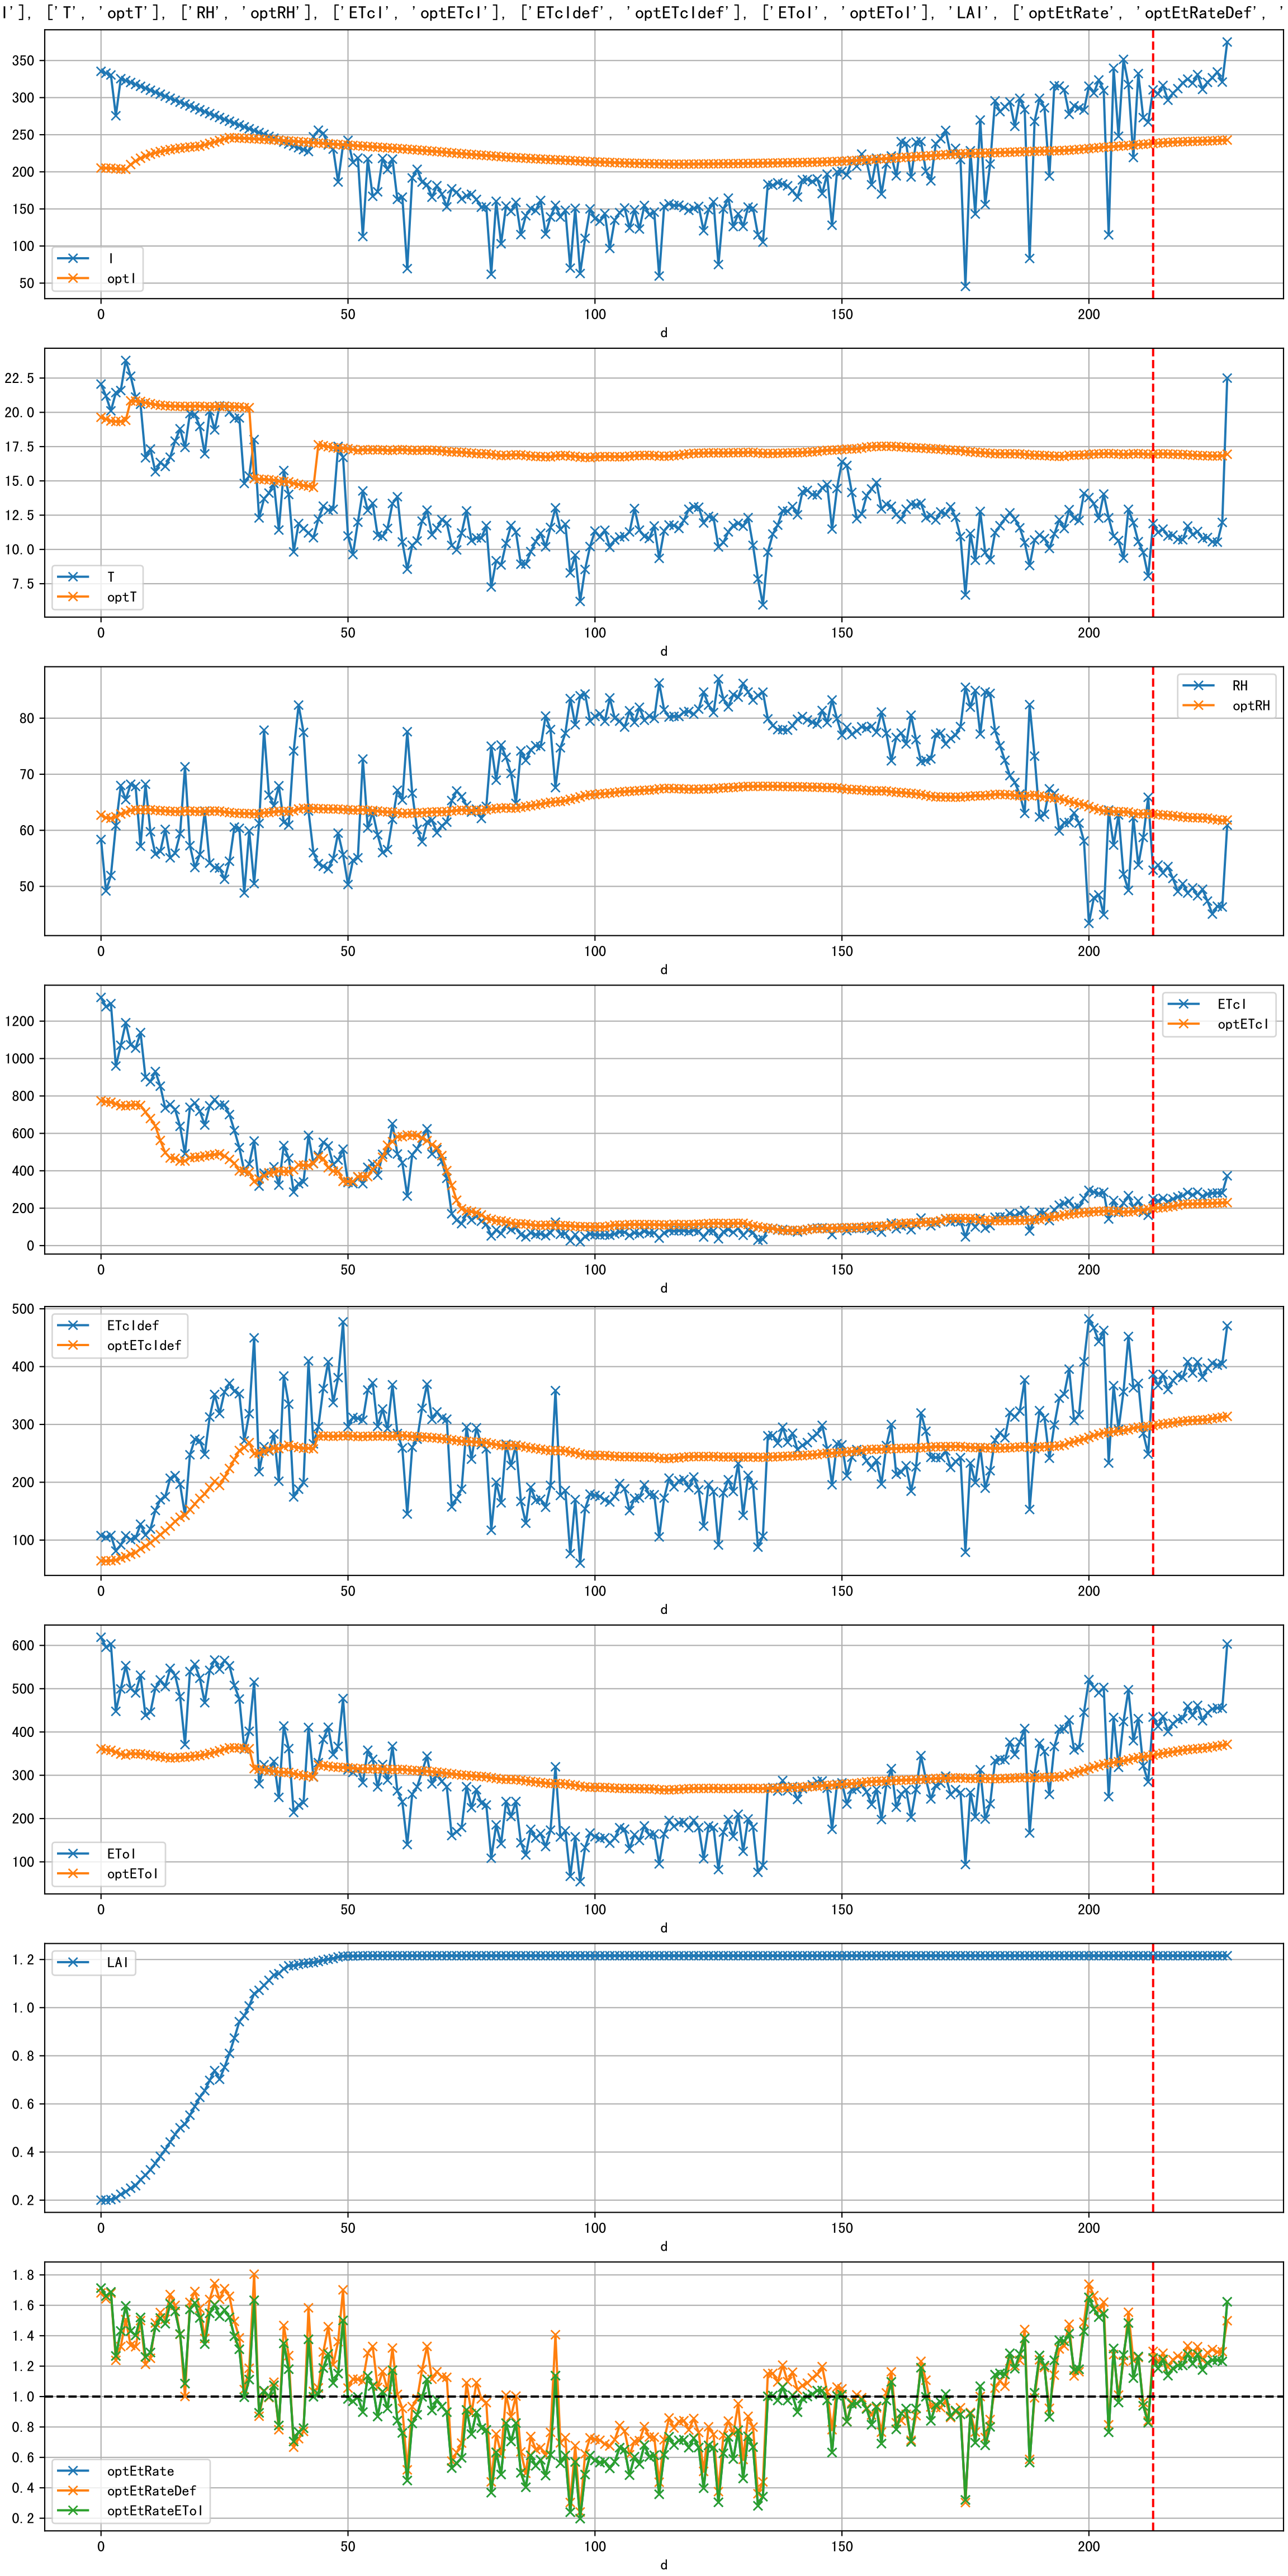 I'], ['T', 'optT'], ['RH', 'optRH'], ['ETcI', 'optETcI'], ['ETcIdef', 'optETcIdef'], ['EToI', 'optEToI'], 'LAI', ['optEtRate', 'optEtRateDef', '
350
300
250
200
150
100
50
I
optI
0 50 100 150 200
d
22.5
20.0
17.5
15.0
12.5
10.0
7.5
T
optT
0 50 100 150 200
d
80
70
60
50
RH
optRH
0 50 100 150 200
d
1200
1000
800
600
400
200
0
ETcI
optETcI
0 50 100 150 200
d
500
400
300
200
100
ETcIdef
optETcIdef
0 50 100 150 200
d
600
500
400
300
200
100
EToI
optEToI
0 50 100 150 200
d
1.2
1.0
0.8
0.6
0.4
0.2
LAI
0 50 100 150 200
d
1.8
1.6
1.4
1.2
1.0
0.8
0.6
0.4
0.2
optEtRate
optEtRateDef
optEtRateEToI
0 50 100 150 200
d